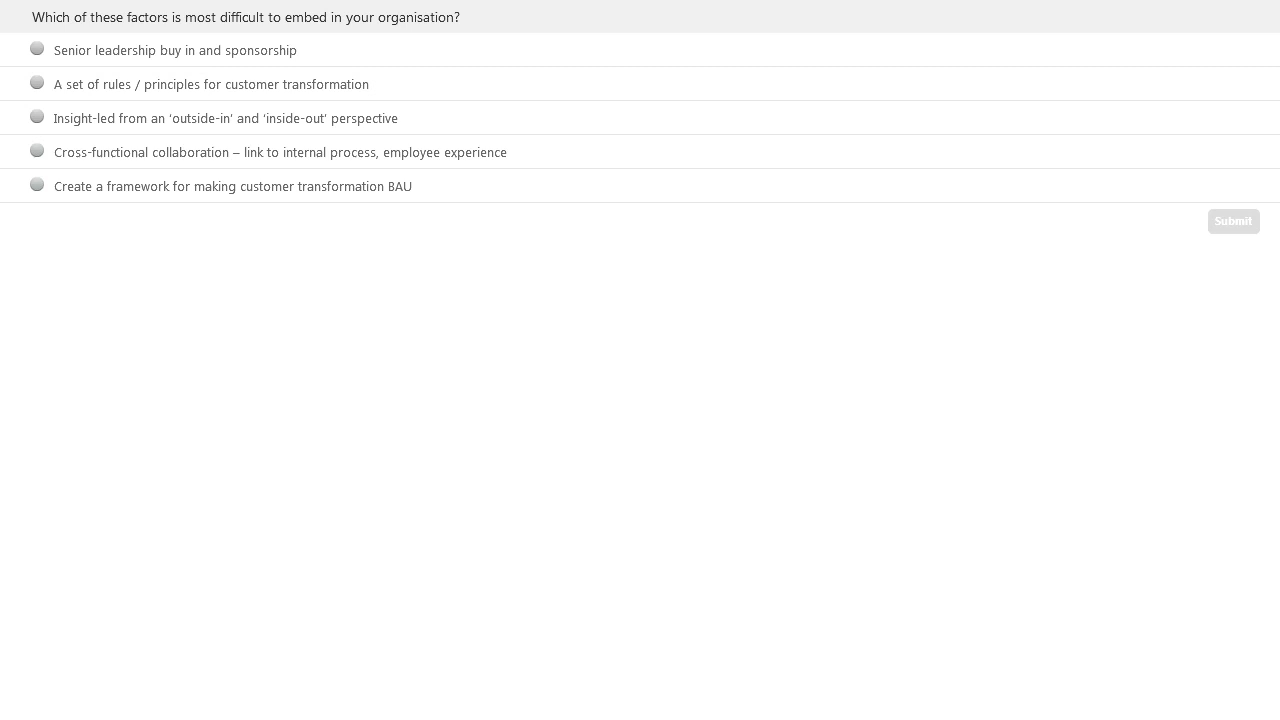 Which of these factors is most difficult to embed in your organisation?
Senior leadership buy in and sponsorship
A set of rules / principles for customer transformation
Insight-led from an ‘outside-in’ and ‘inside-out’ perspective
Cross-functional collaboration – link to internal process, employee experience
Create a framework for making customer transformation BAU
Submit